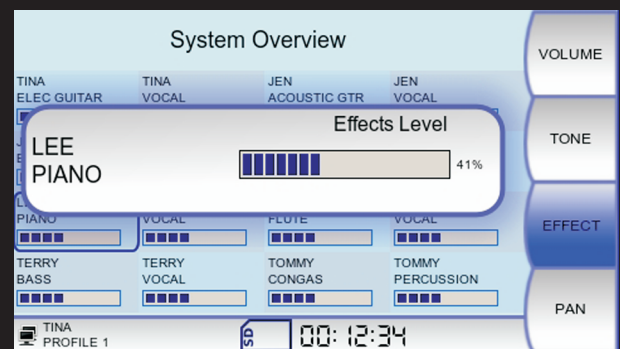 System Overview
TINA
ELEC GUITAR
TINA
VOCAL
JEN
ACOUSTIC GTR
JEN
VOCAL
LEE
PIANO
Effects Level
41%
PIANO
VOCAL
FLUTE
VOCAL
TERRY
BASS
TERRY
VOCAL
TOMMY
CONGAS
TOMMY
PERCUSSION
TINA
PROFILE 1
SD
00:12:34
VOLUME
TONE
EFFECT
PAN